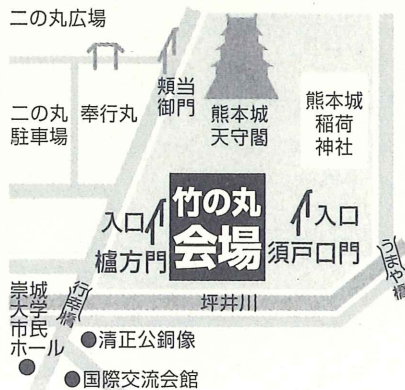 二の丸広場
頬当
御門
熊本城
天守閣
熊本城
稲荷
神社
二の丸
駐車場
奉行丸
入口
櫨方門
竹の丸
会場
入口
須戸口門
うまや橋
行幸橋
坪井川
城学民
崇大市
ホール
●清正公銅像
●国際交流会館